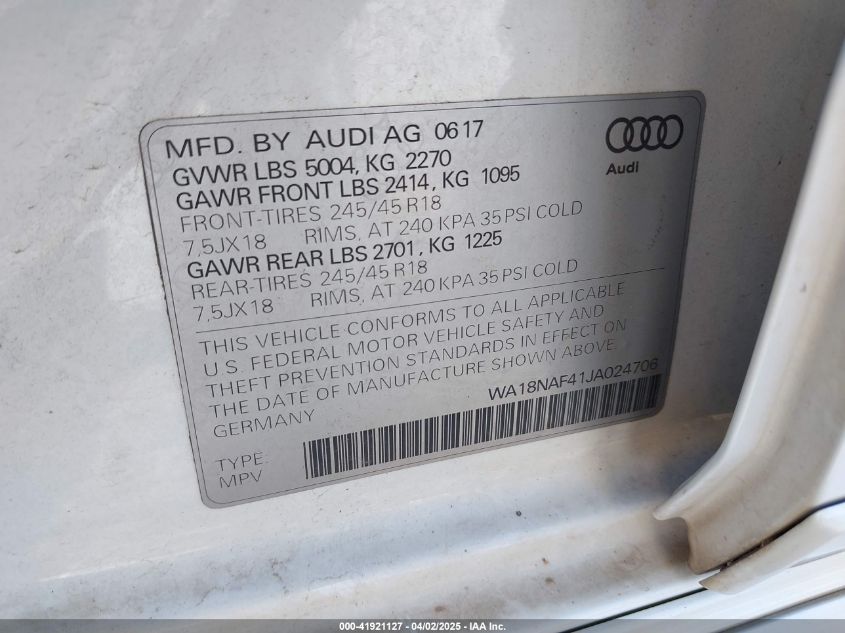 MFD. BY AUDI AG 0617
GVWR LBS 5004, KG 2270
GAWR FRONT LBS 2414, KG 1095
FRONT-TIRES 245/45 R18
7,5JX18 RIMS, AT 240 KPA 35 PSI COLD
GAWR REAR LBS 2701, KG 1225
REAR-TIRES 245/45 R18
7,5JX18 RIMS, AT 240 KPA 35 PSI COLD
Audi
THIS VEHICLE CONFORMS TO ALL APPLICABLE
U.S. FEDERAL MOTOR VEHICLE SAFETY AND
THEFT PREVENTION STANDARDS IN EFFECT ON
THE DATE OF MANUFACTURE SHOWN ABOVE.
GERMANY
WA18NAF41JA024706
TYPE:
MPV
000-41921127 - 04/02/2025 - IAA Inc.